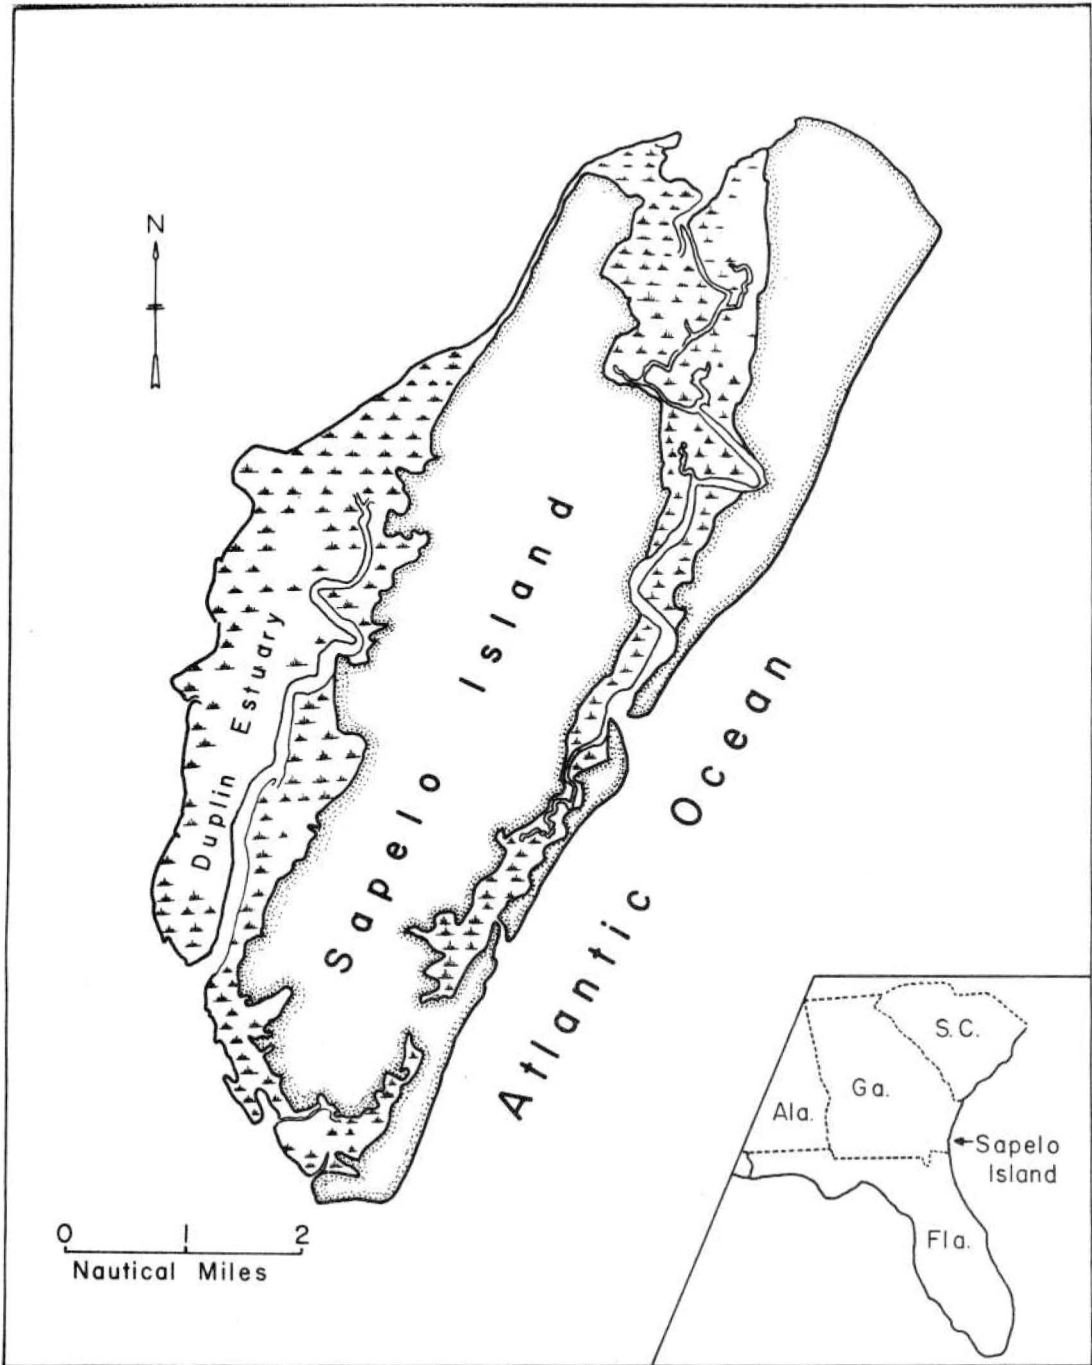 N
Sapelo Island
Duplin Estuary
Atlantic Ocean
0 1 2
Nautical Miles
S.C.
Ga.
Ala.
Sapelo
Island
Fla.